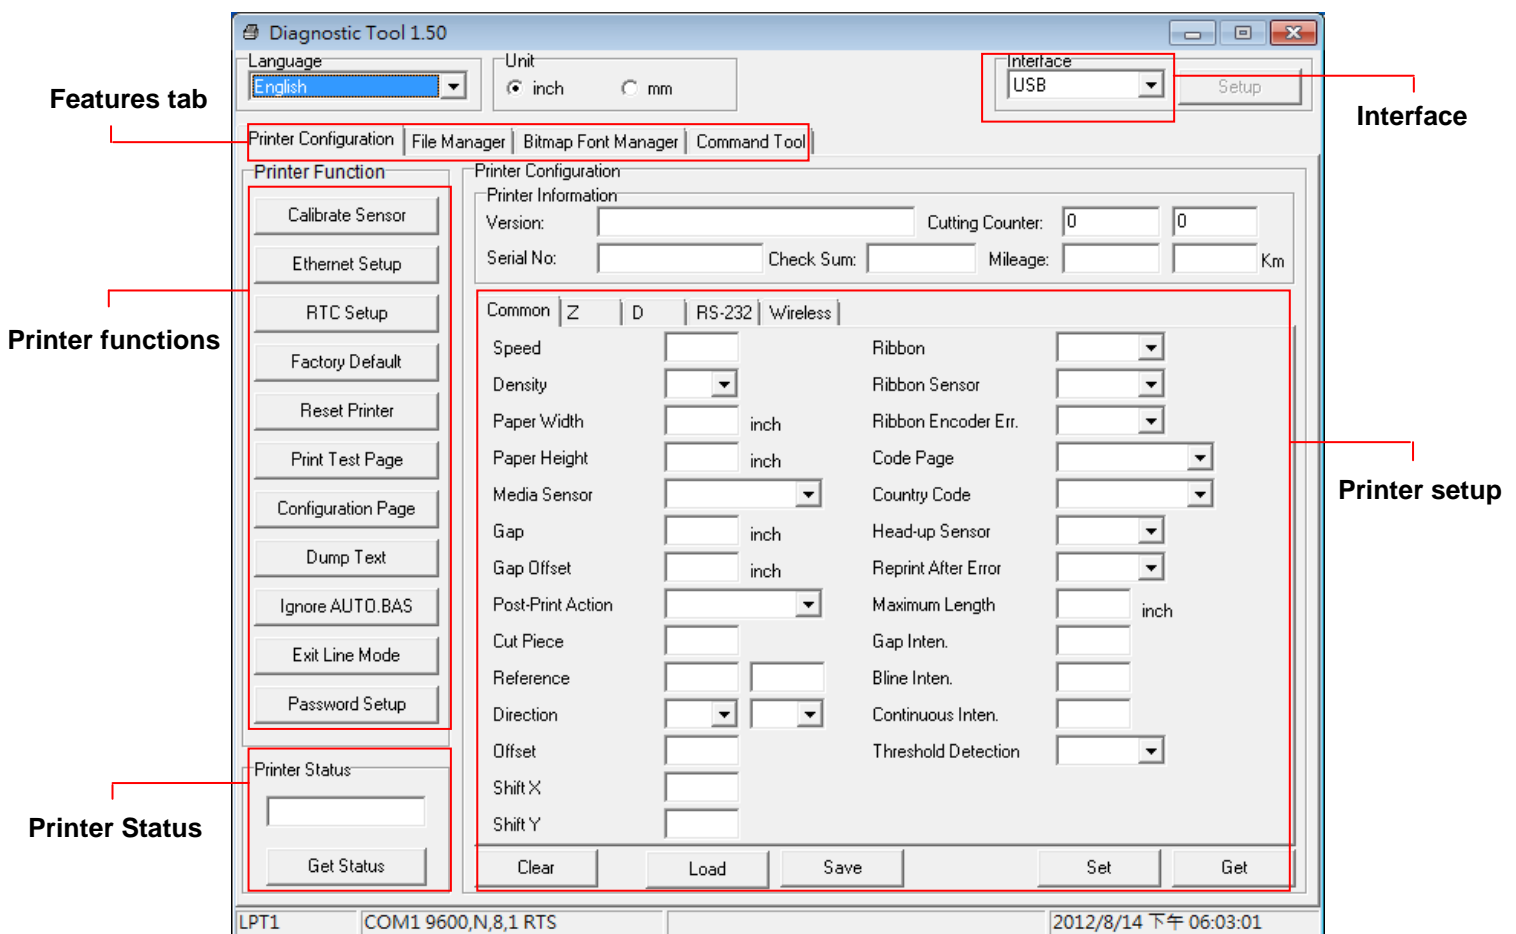 Diagnostic Tool 1.50
Language
Unit
Interface
English
inch
mm
USB
Setup
Features tab
Interface
Printer Configuration
File Manager
Bitmap Font Manager
Command Tool
Printer Function
Printer Configuration
Printer Information
Calibrate Sensor
Version:
Cutting Counter:
0
0
Ethernet Setup
Serial No:
Check Sum:
Mileage:
Km
RTC Setup
Factory Default
Reset Printer
Print Test Page
Configuration Page
Dump Text
Ignore AUTO.BAS
Exit Line Mode
Password Setup
Printer functions
Common
Z
D
RS-232
Wireless
Speed
Ribbon
Density
Ribbon Sensor
Paper Width
inch
Ribbon Encoder Err.
Paper Height
inch
Code Page
Media Sensor
Country Code
Gap
inch
Head-up Sensor
Gap Offset
inch
Reprint After Error
Post-Print Action
Maximum Length
inch
Cut Piece
Gap Inten.
Reference
Bline Inten.
Direction
Continuous Inten.
Offset
Threshold Detection
Shift X
Shift Y
Printer setup
Printer Status
Printer Status
Get Status
Clear
Load
Save
Set
Get
LPT1
COM1 9600,N,8,1 RTS
2012/8/14 下午 06:03:01